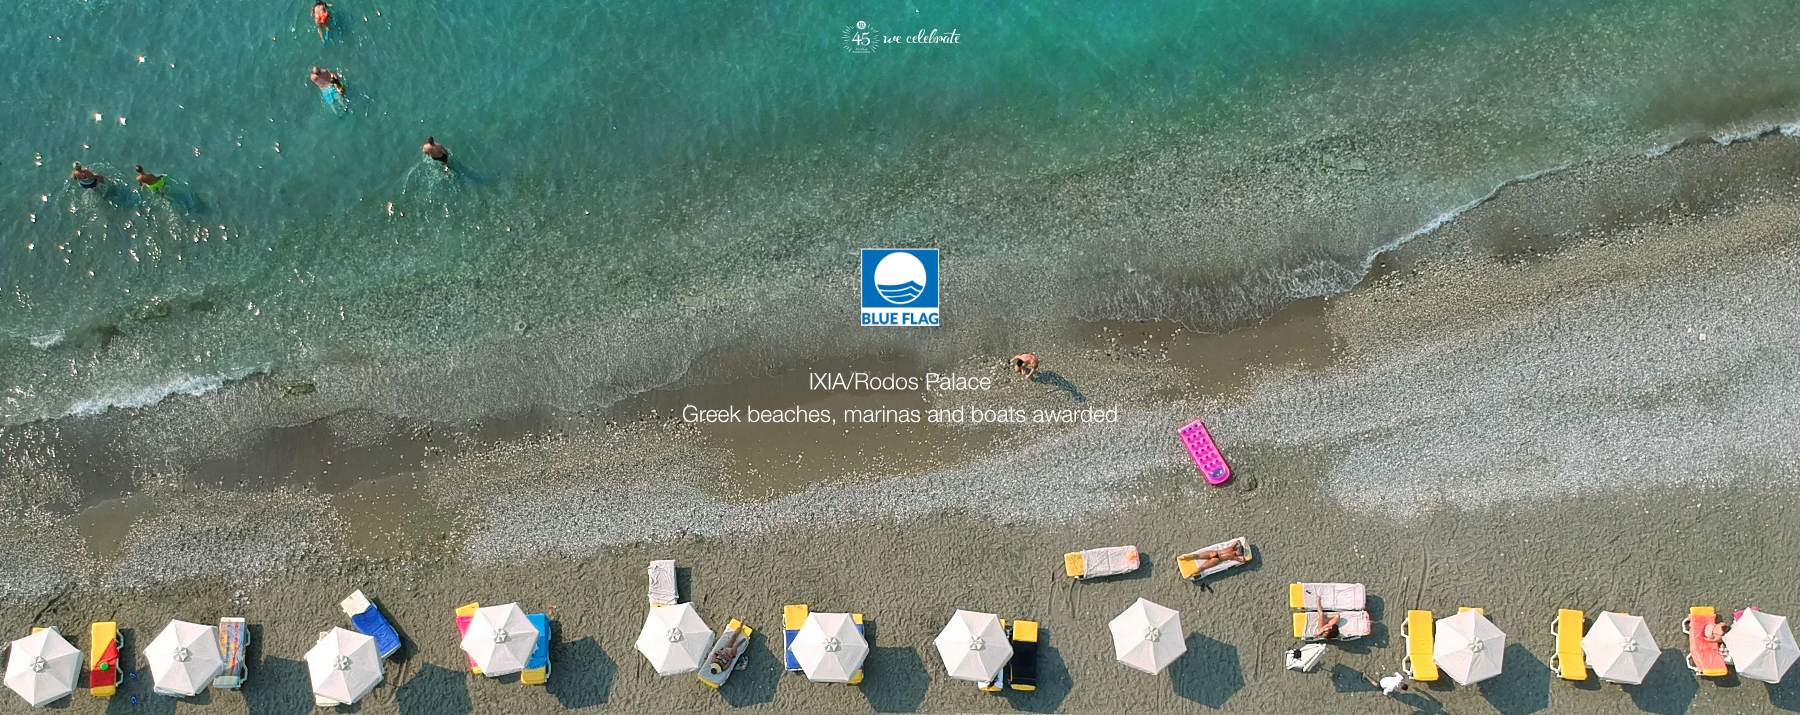 45 we celebrate
BLUE FLAG
IXIA/Rodos Palace
Greek beaches, marinas and boats awarded